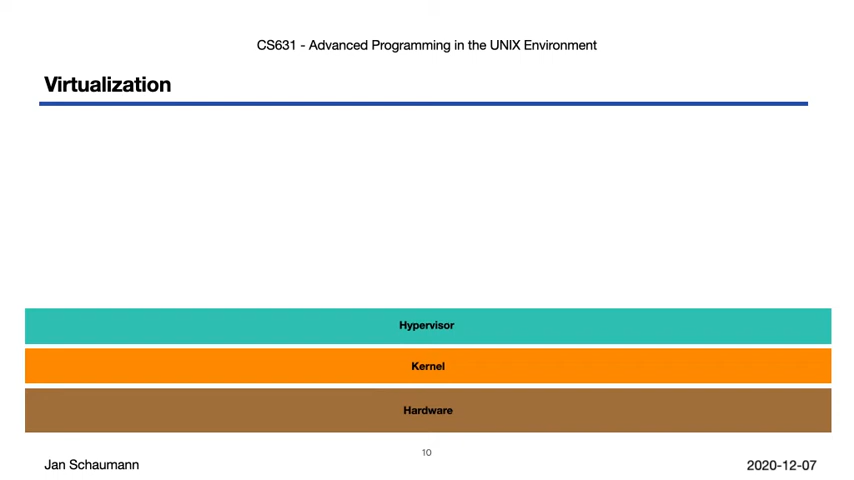 CS631 - Advanced Programming in the UNIX Environment
Virtualization
Hypervisor
Kernel
Hardware
10
Jan Schaumann
2020-12-07